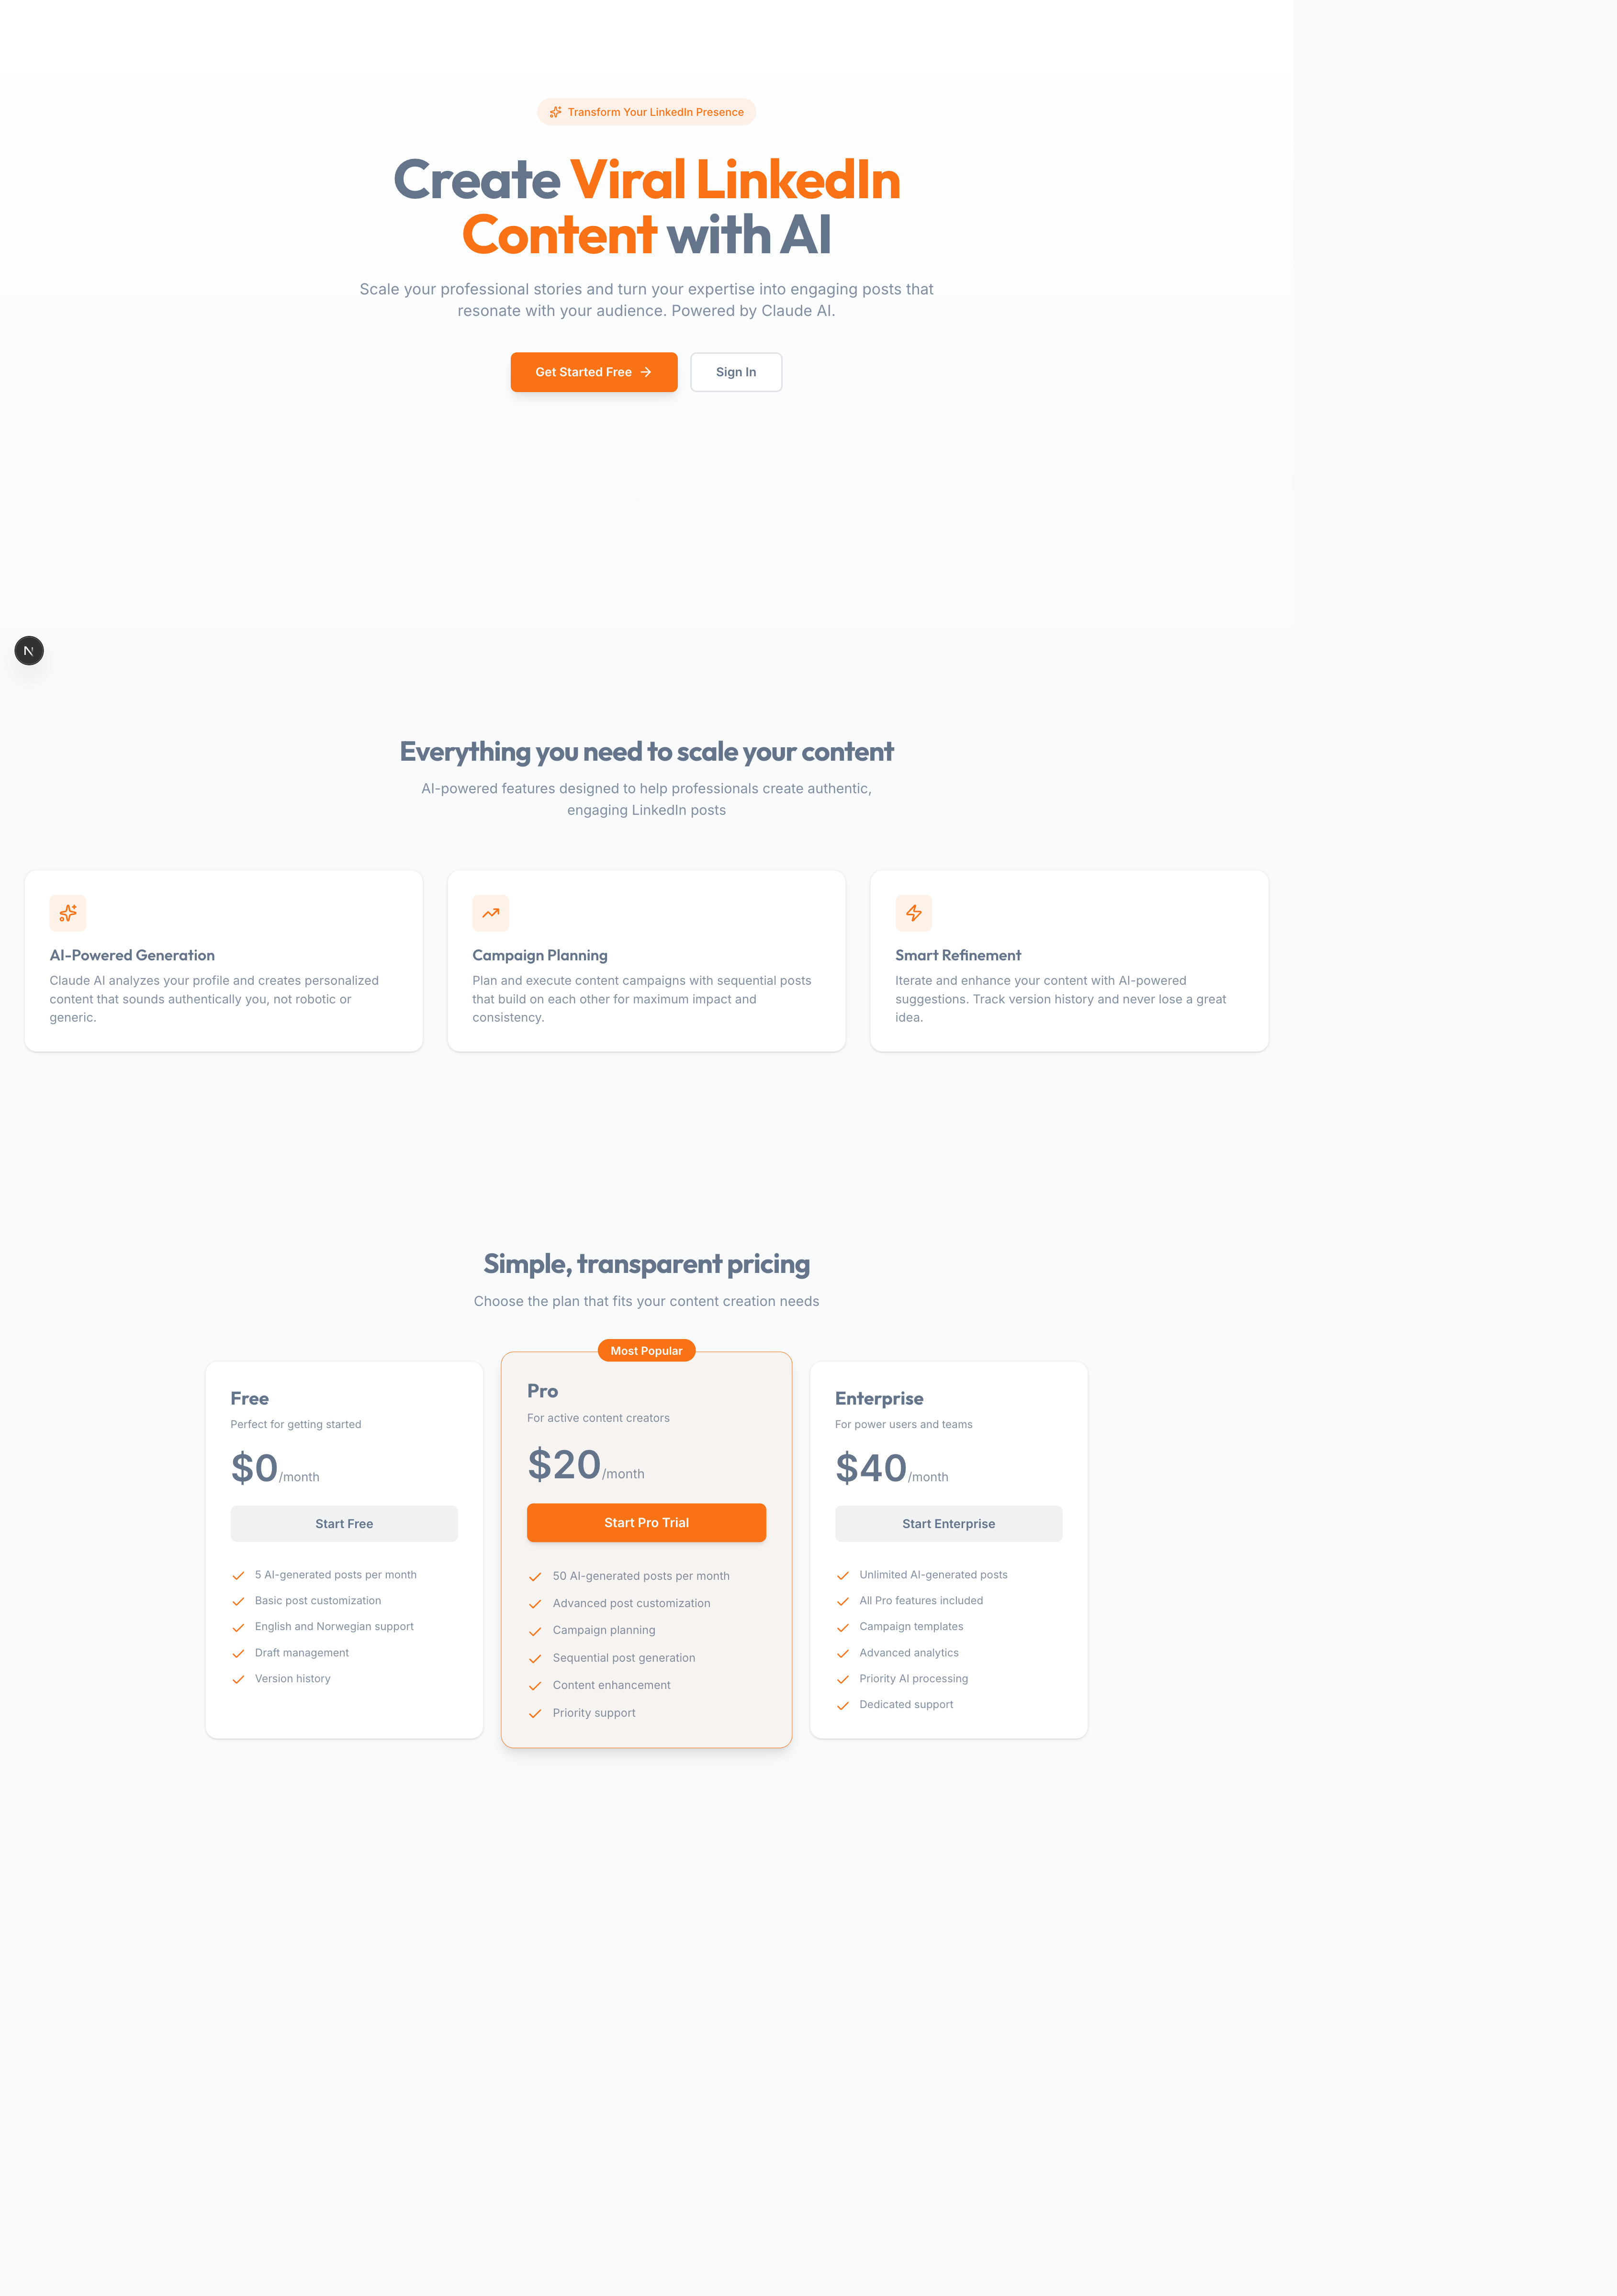 Transform Your LinkedIn Presence
Create Viral LinkedIn
Content with AI
Scale your professional stories and turn your expertise into engaging posts that
resonate with your audience. Powered by Claude AI.
Get Started Free
Sign In
N
Everything you need to scale your content
AI-powered features designed to help professionals create authentic,
engaging LinkedIn posts
AI-Powered Generation
Claude AI analyzes your profile and creates personalized
content that sounds authentically you, not robotic or
generic.
Campaign Planning
Plan and execute content campaigns with sequential posts
that build on each other for maximum impact and
consistency.
Smart Refinement
Iterate and enhance your content with AI-powered
suggestions. Track version history and never lose a great
idea.
Simple, transparent pricing
Choose the plan that fits your content creation needs
Free
Perfect for getting started
$0/month
Start Free
5 AI-generated posts per month
Basic post customization
English and Norwegian support
Draft management
Version history
Most Popular
Pro
For active content creators
$20/month
Start Pro Trial
50 AI-generated posts per month
Advanced post customization
Campaign planning
Sequential post generation
Content enhancement
Priority support
Enterprise
For power users and teams
$40/month
Start Enterprise
Unlimited AI-generated posts
All Pro features included
Campaign templates
Advanced analytics
Priority AI processing
Dedicated support